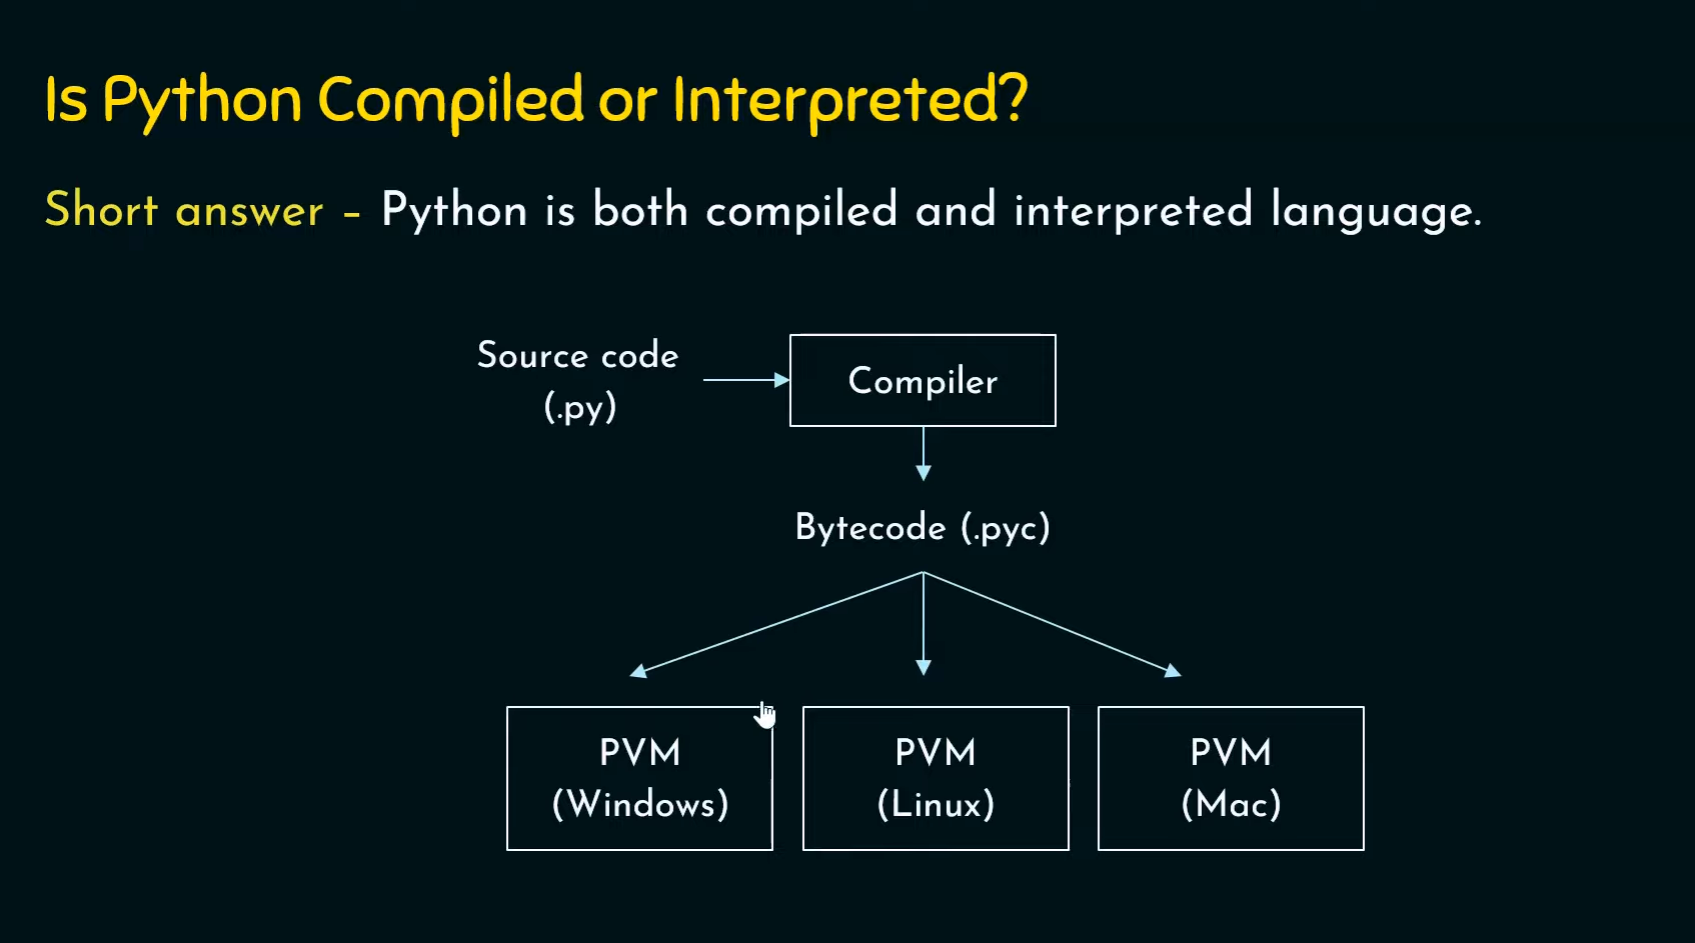 Is Python Compiled or Interpreted?
Short answer – Python is both compiled and interpreted language.
Source code
(.py)
Compiler
Bytecode (.pyc)
PVM
(Windows)
PVM
(Linux)
PVM
(Mac)